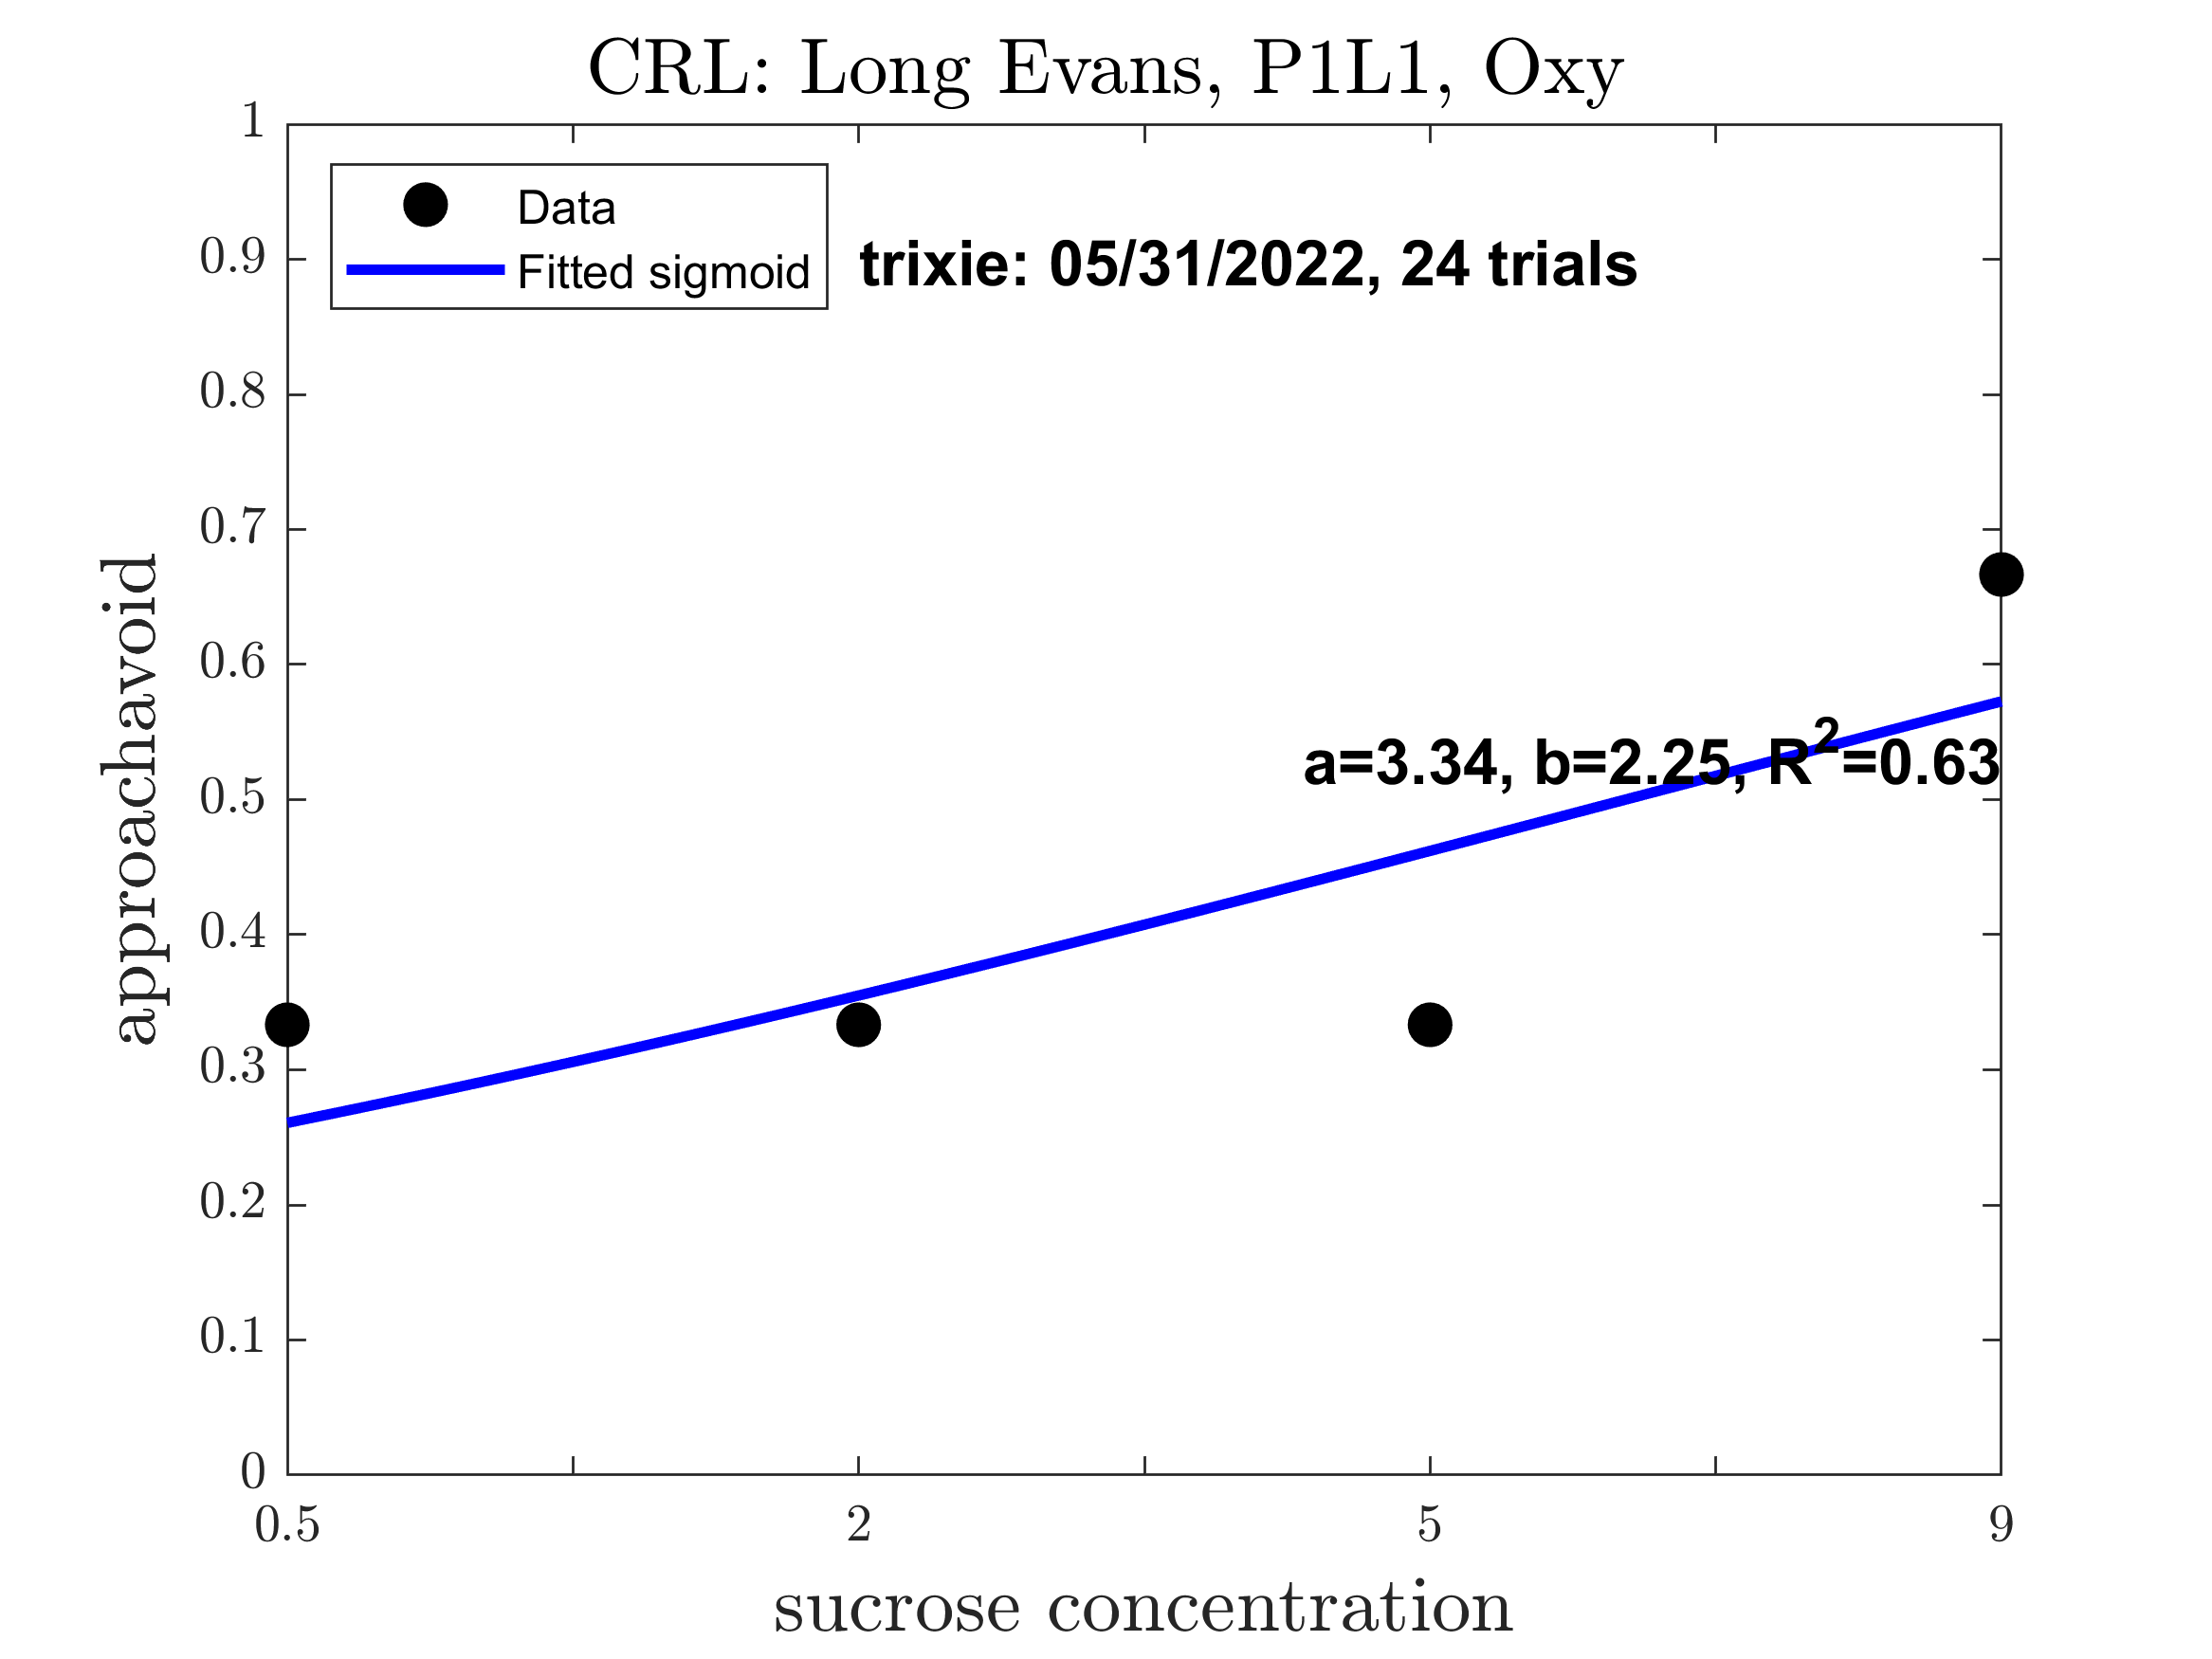 CRL: Long Evans, P1L1, Oxy
1
0.9
0.8
0.7
0.6
0.5
0.4
0.3
0.2
0.1
0
approachavoid
Data
Fitted sigmoid
trixie: 05/31/2022, 24 trials
a=3.34, b=2.25, R²=0.63
0.5 2 5 9
sucrose concentration